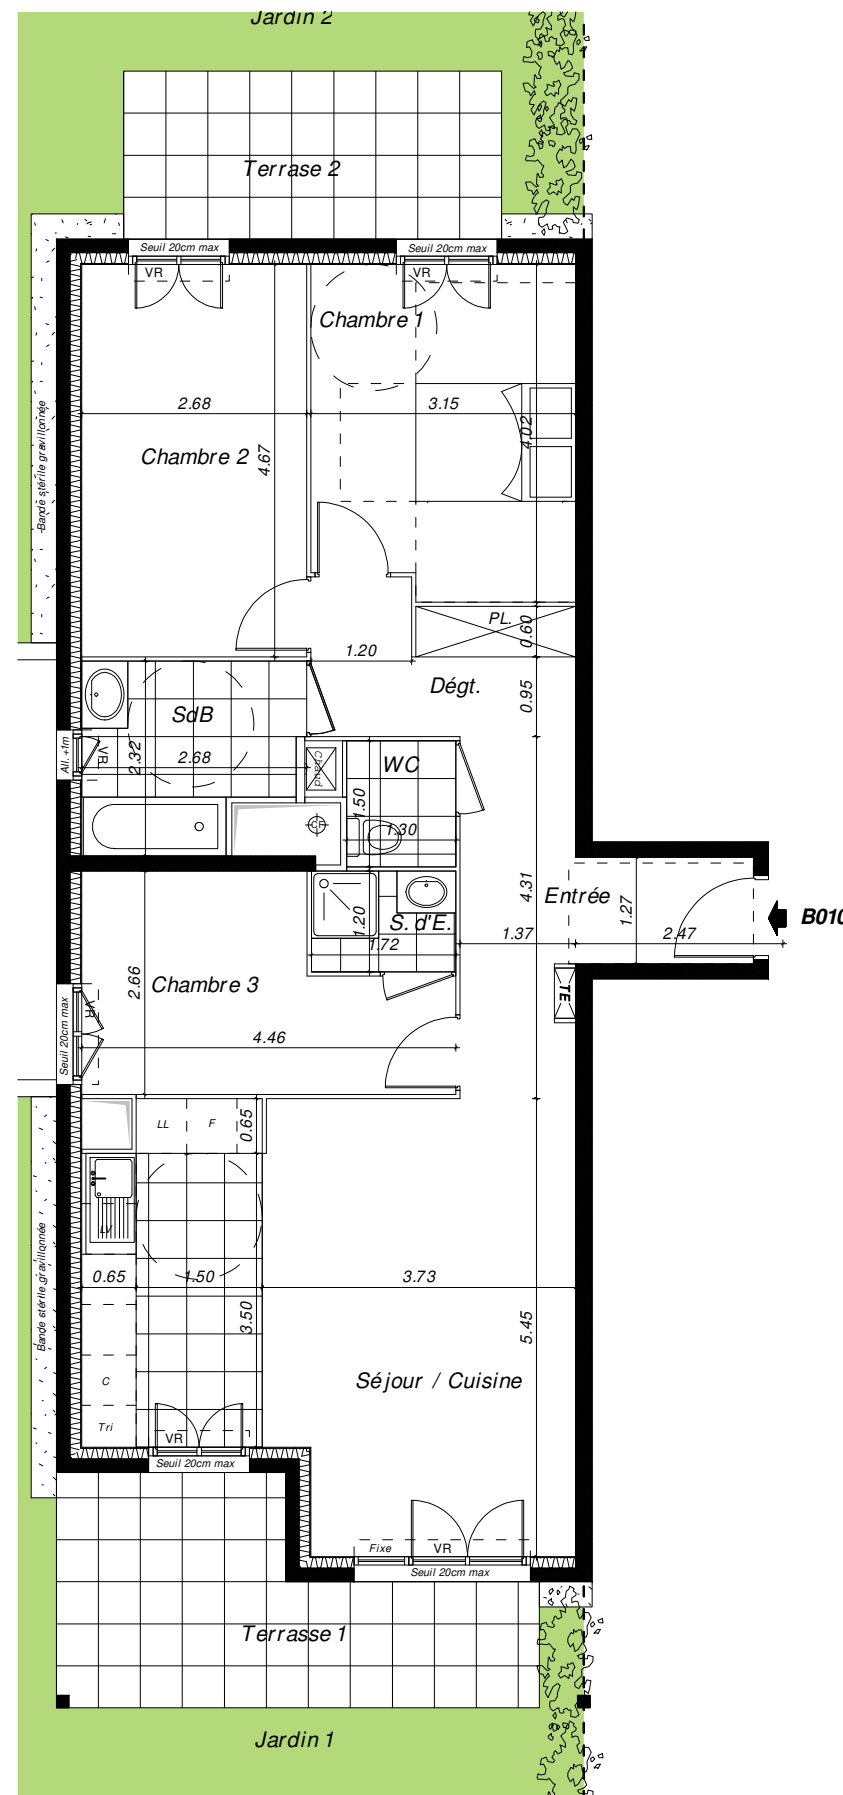 Jardin 2
Terrase 2
Seuil 20cm max
Seuil 20cm max
VR
VR
Chambre 1
2.68
3.15
4.02
Chambre 2
4.67
Bande stérile gravillonnée
PL.
0.60
1.20
Dégt.
0.95
SdB
All. +1m
VR
2.32
2.68
Chaud
WC
1.50
1.30
CF
4.31
Entrée
1.27
B010
1.20
S. d'E.
1.72
1.37
2.47
Chambre 3
2.66
TE
Seuil 20cm max
VR
4.46
LL
F
0.65
LV
0.65
1.50
3.73
3.50
5.45
Bande stérile gravillonnée
C
Séjour / Cuisine
Tri
VR
Seuil 20cm max
Fixe
VR
Seuil 20cm max
Terrasse 1
Jardin 1